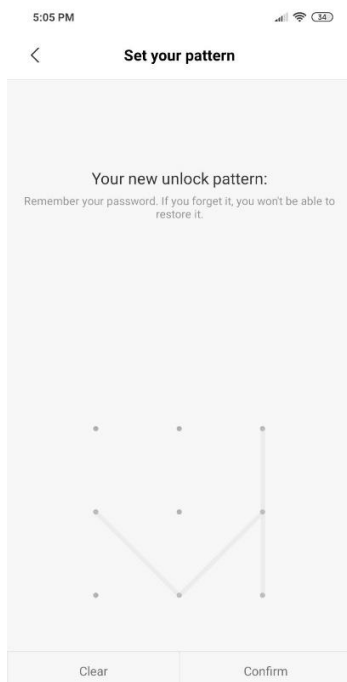 5:05 PM
34
Set your pattern
Your new unlock pattern:
Remember your password. If you forget it, you won't be able to
restore it.
Clear
Confirm